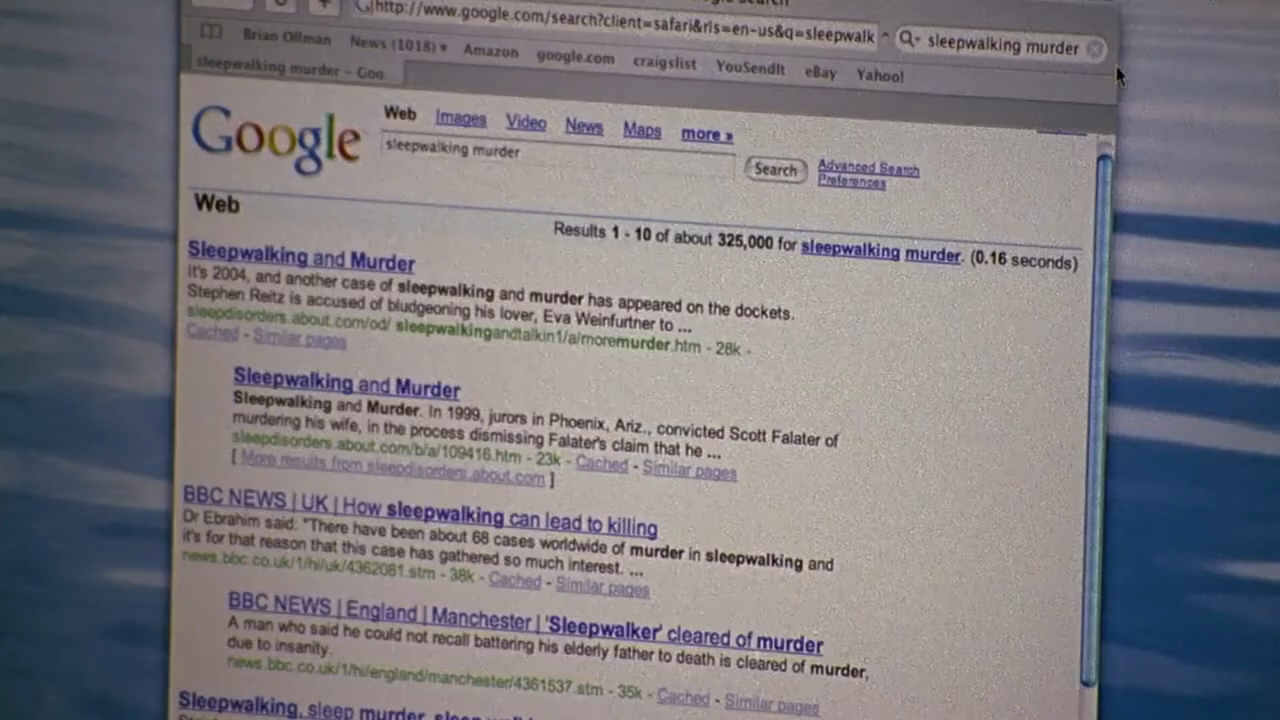 http://www.google.com/search?client=safari&rls=en-us&q=sleepwalk
sleepwalking murder
Brian Ollman News (1018) Amazon google.com craigslist YouSendIt eBay Yahoo!
sleepwalking murder - Goo
Google
Web Images Video News Maps more »
sleepwalking murder
Search
Advanced Search
Preferences
Web
Results 1 - 10 of about 325,000 for sleepwalking murder. (0.16 seconds)
Sleepwalking and Murder
It's 2004, and another case of sleepwalking and murder has appeared on the dockets.
Stephen Reitz is accused of bludgeoning his lover, Eva Weinfurtner to ...
sleepdisorders.about.com/od/ sleepwalkingandtalkin1/a/moremurder.htm - 28k -
Cached - Similar pages
Sleepwalking and Murder
Sleepwalking and Murder. In 1999, jurors in Phoenix, Ariz., convicted Scott Falater of
murdering his wife, in the process dismissing Falater's claim that he ...
sleepdisorders.about.com/b/a/109416.htm - 23k - Cached - Similar pages
[ More results from sleepdisorders.about.com ]
BBC NEWS | UK | How sleepwalking can lead to killing
Dr Ebrahim said: "There have been about 68 cases worldwide of murder in sleepwalking and
it's for that reason that this case has gathered so much interest. ...
news.bbc.co.uk/1/hi/uk/4362081.stm - 38k - Cached - Similar pages
BBC NEWS | England | Manchester | 'Sleepwalker' cleared of murder
A man who said he could not recall battering his elderly father to death is cleared of murder,
due to insanity.
news.bbc.co.uk/1/hi/england/manchester/4361537.stm - 35k - Cached - Similar pages
Sleepwalking, sleep murder,